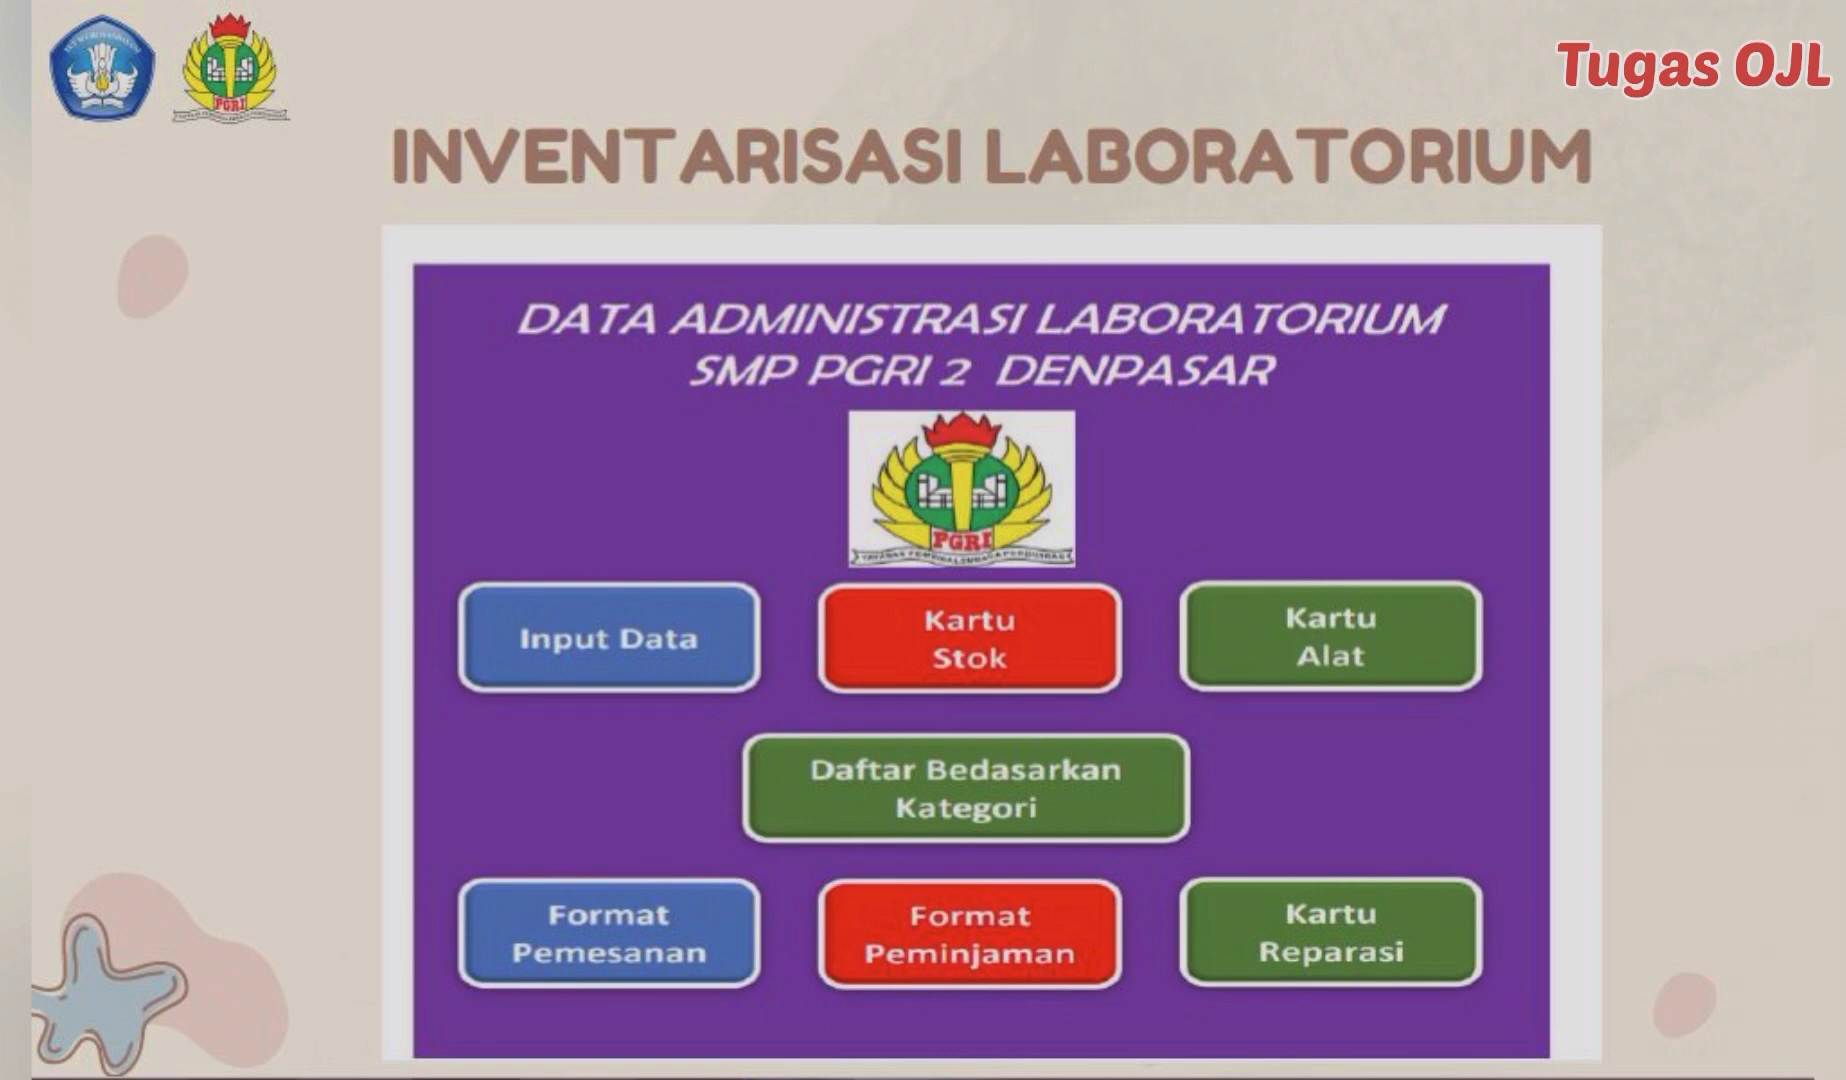 Tugas OJL
PGRI
INVENTARISASI LABORATORIUM
DATA ADMINISTRASI LABORATORIUM
SMP PGRI 2 DENPASAR
PGRI
Input Data
Kartu
Stok
Kartu
Alat
Daftar Bedasarkan
Kategori
Format
Pemesanan
Format
Peminjaman
Kartu
Reparasi